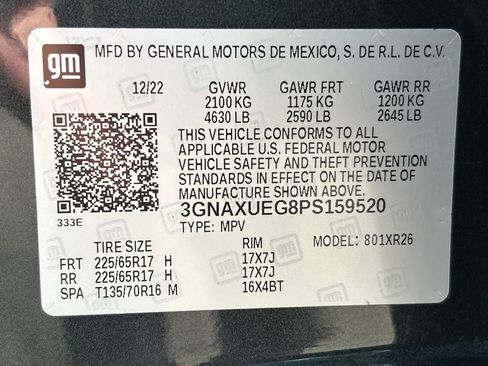 gm MFD BY GENERAL MOTORS DE MEXICO, S. DE R.L. DE C.V.
12/22 GVWR GAWR FRT GAWR RR
2100 KG 1175 KG 1200 KG
4630 LB 2590 LB 2645 LB
THIS VEHICLE CONFORMS TO ALL
APPLICABLE U.S. FEDERAL MOTOR
VEHICLE SAFETY AND THEFT PREVENTION
STANDARDS IN EFFECT ON THE DATE OF
MANUFACTURE SHOWN ABOVE.
3GNAXUEG8PS159520
333E TYPE: MPV MODEL: 801XR26
TIRE SIZE RIM
FRT 225/65R17 H 17X7J
RR 225/65R17 H 17X7J
SPA T135/70R16 M 16X4BT